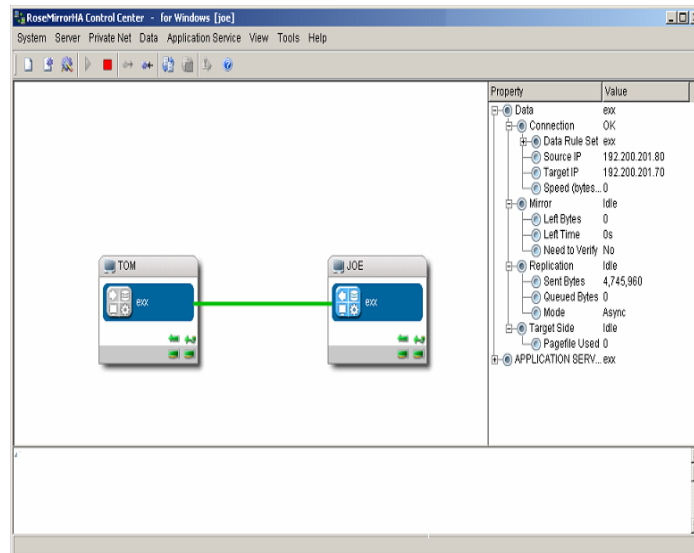 RoseMirrorHA Control Center - for Windows [joe]
System Server Private Net Data Application Service View Tools Help
Property Value
Data exx
Connection OK
Data Rule Set exx
Source IP 192.200.201.80
Target IP 192.200.201.70
Speed (bytes... 0
Mirror Idle
Left Bytes 0
Left Time 0s
Need to Verify No
Replication Idle
Sent Bytes 4,745,960
Queued Bytes 0
Mode Async
Target Side Idle
Pagefile Used 0
APPLICATION SERV... exx
TOM
exx
JOE
exx